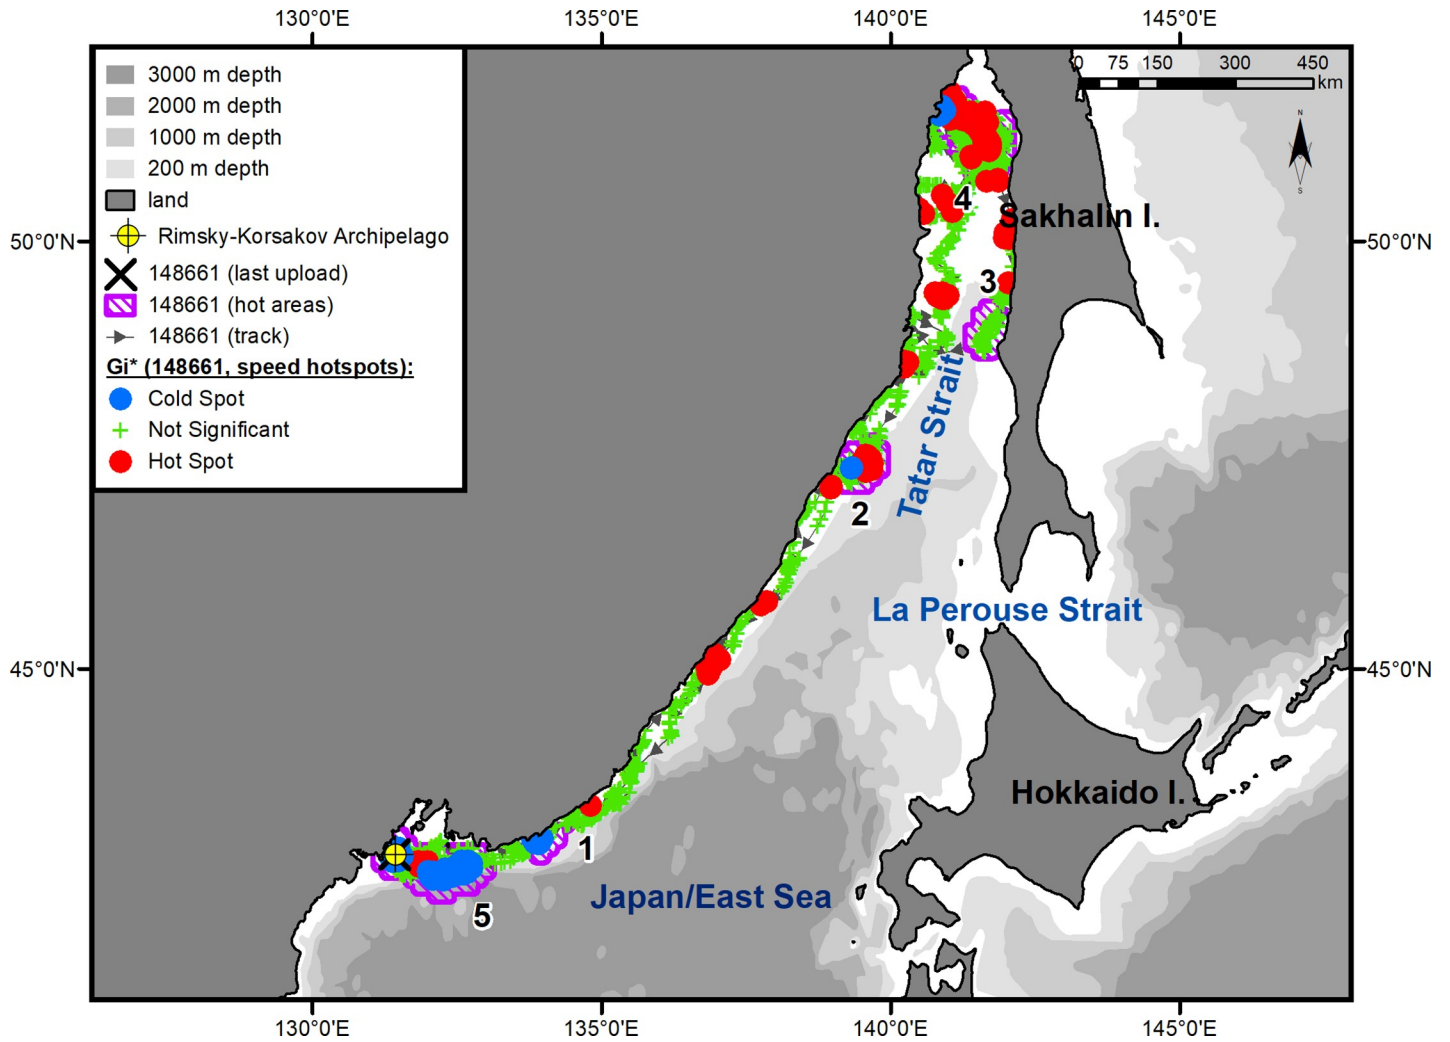 130°0'E 135°0'E 140°0'E 145°0'E
3000 m depth
2000 m depth
1000 m depth
200 m depth
land
Rimsky-Korsakov Archipelago
148661 (last upload)
148661 (hot areas)
148661 (track)
Gi* (148661, speed hotspots):
Cold Spot
Not Significant
Hot Spot
0 75 150 300 450
km
N
S
4
Sakhalin I.
50°0'N 50°0'N
3
Tatar Strait
2
La Perouse Strait
45°0'N 45°0'N
Hokkaido I.
1
Japan/East Sea
5
130°0'E 135°0'E 140°0'E 145°0'E